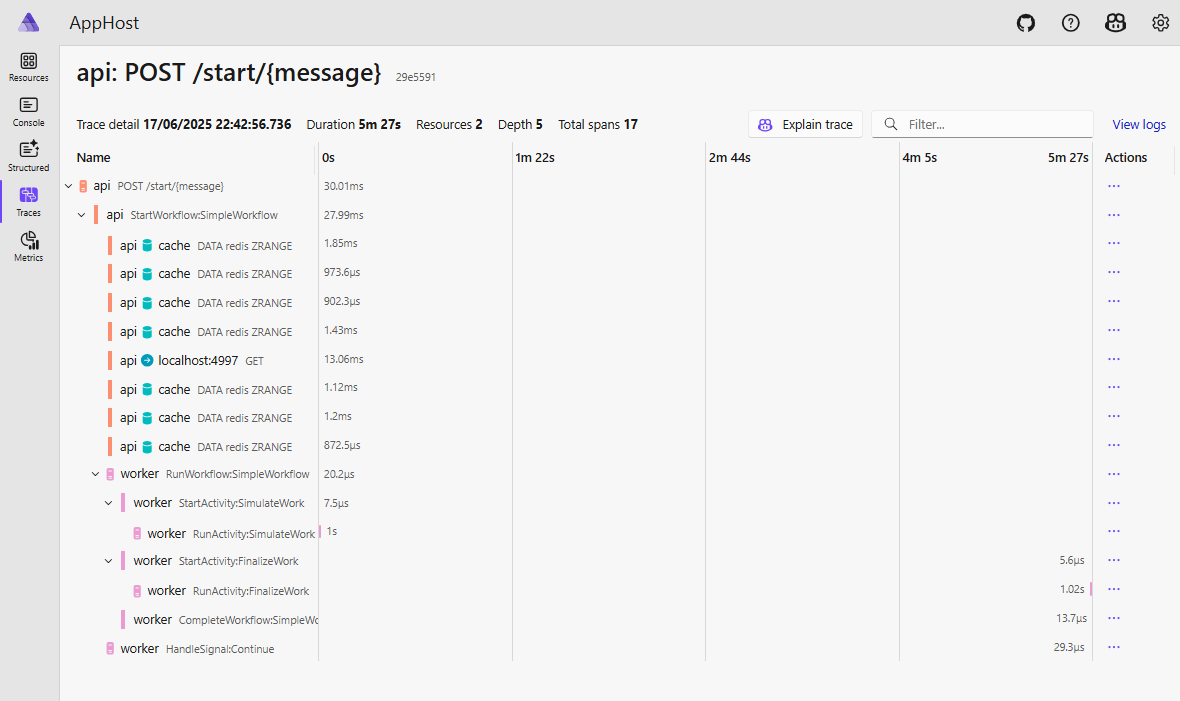 AppHost
Resources
Console
Structured
Traces
Metrics
api: POST /start/{message} 29e5591
Trace detail 17/06/2025 22:42:56.736 Duration 5m 27s Resources 2 Depth 5 Total spans 17 Explain trace Filter... View logs
Name 0s 1m 22s 2m 44s 4m 5s 5m 27s Actions
api POST /start/{message} 30.01ms ...
api StartWorkflow:SimpleWorkflow 27.99ms ...
api cache DATA redis ZRANGE 1.85ms ...
api cache DATA redis ZRANGE 973.6μs ...
api cache DATA redis ZRANGE 902.3μs ...
api cache DATA redis ZRANGE 1.43ms ...
api localhost:4997 GET 13.06ms ...
api cache DATA redis ZRANGE 1.12ms ...
api cache DATA redis ZRANGE 1.2ms ...
api cache DATA redis ZRANGE 872.5μs ...
worker RunWorkflow:SimpleWorkflow 20.2μs ...
worker StartActivity:SimulateWork 7.5μs ...
worker RunActivity:SimulateWork 1s ...
worker StartActivity:FinalizeWork 5.6μs ...
worker RunActivity:FinalizeWork 1.02s ...
worker CompleteWorkflow:SimpleWo 13.7μs ...
worker HandleSignal:Continue 29.3μs ...